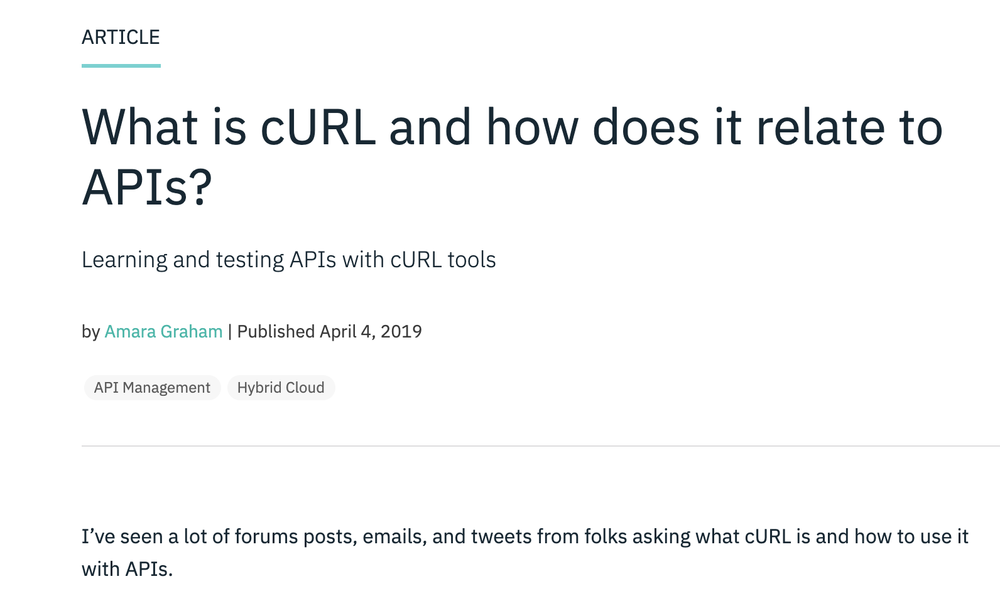 ARTICLE
What is cURL and how does it relate to
APIs?
Learning and testing APIs with cURL tools
by Amara Graham | Published April 4, 2019
API Management Hybrid Cloud
I’ve seen a lot of forums posts, emails, and tweets from folks asking what cURL is and how to use it
with APIs.